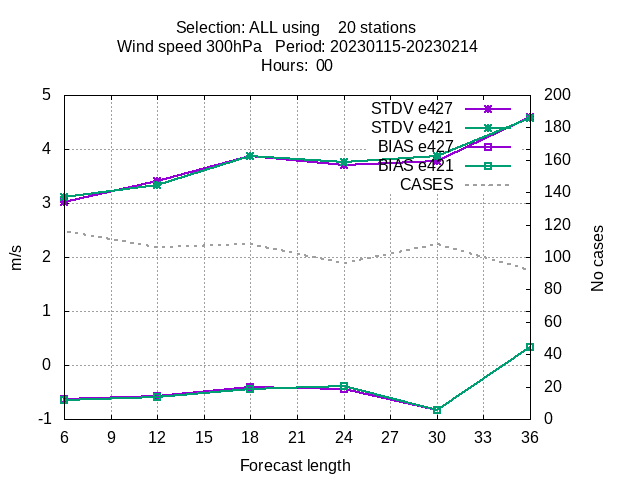 Selection: ALL using    20 stations
Wind speed 300hPa   Period: 20230115-20230214
Hours:  00
STDV e427
STDV e421
BIAS e427
BIAS e421
CASES
5
4
3
2
1
0
-1
m/s
200
180
160
140
120
100
80
60
40
20
0
No cases
6 9 12 15 18 21 24 27 30 33 36
Forecast length